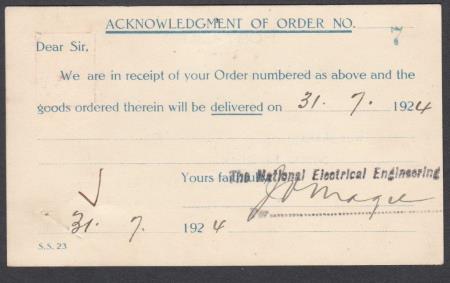 ACKNOWLEDGMENT OF ORDER NO. 7
Dear Sir,
We are in receipt of your Order numbered as above and the
goods ordered therein will be delivered on 31. 7. 1924
Yours faithfully
The National Electrical Engineering
J Magee
Per
31. 7. 1924
S.S. 23